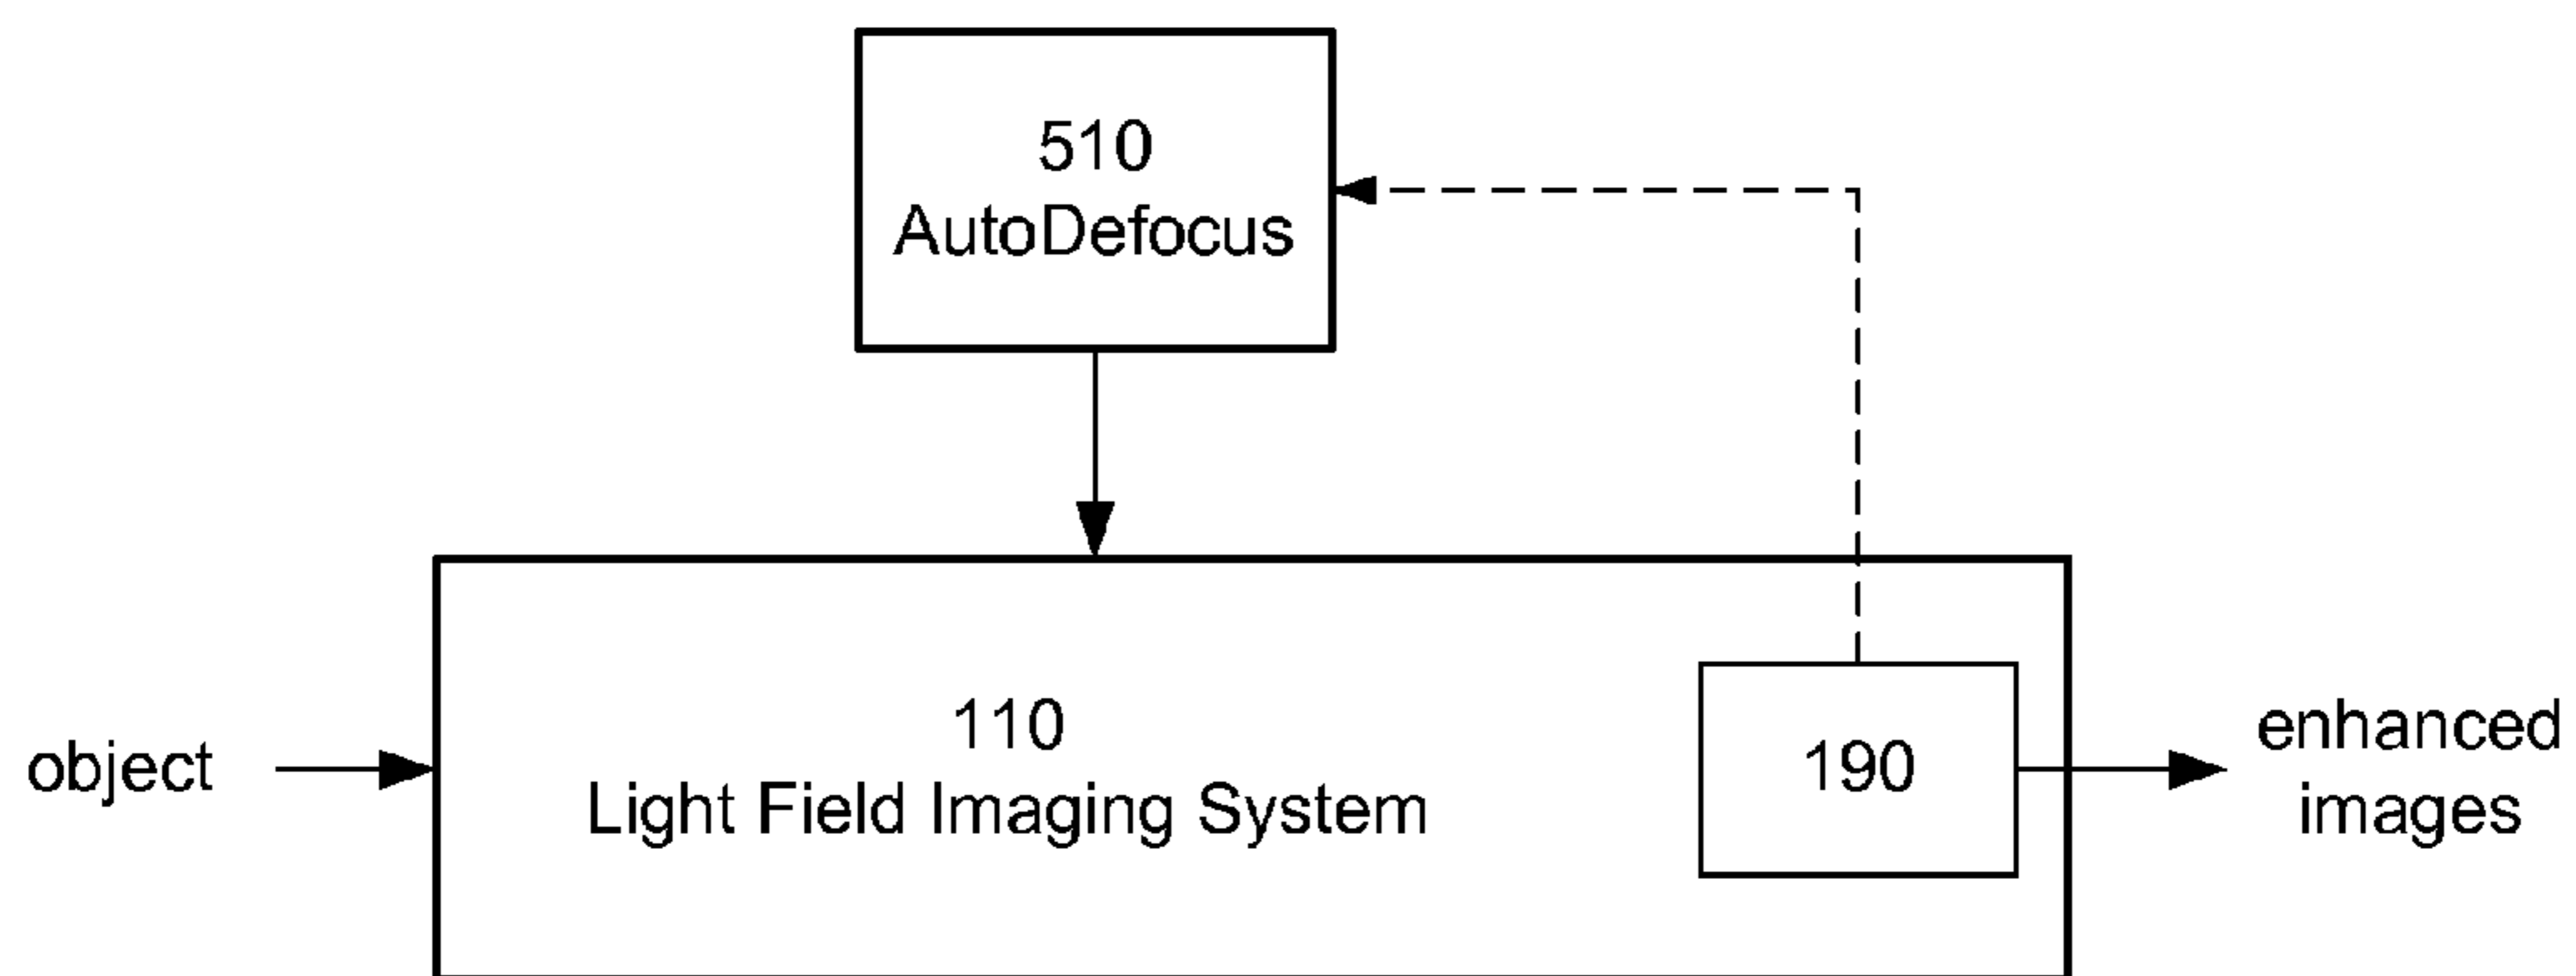 510
AutoDefocus
object
110
Light Field Imaging System
190
enhanced
images